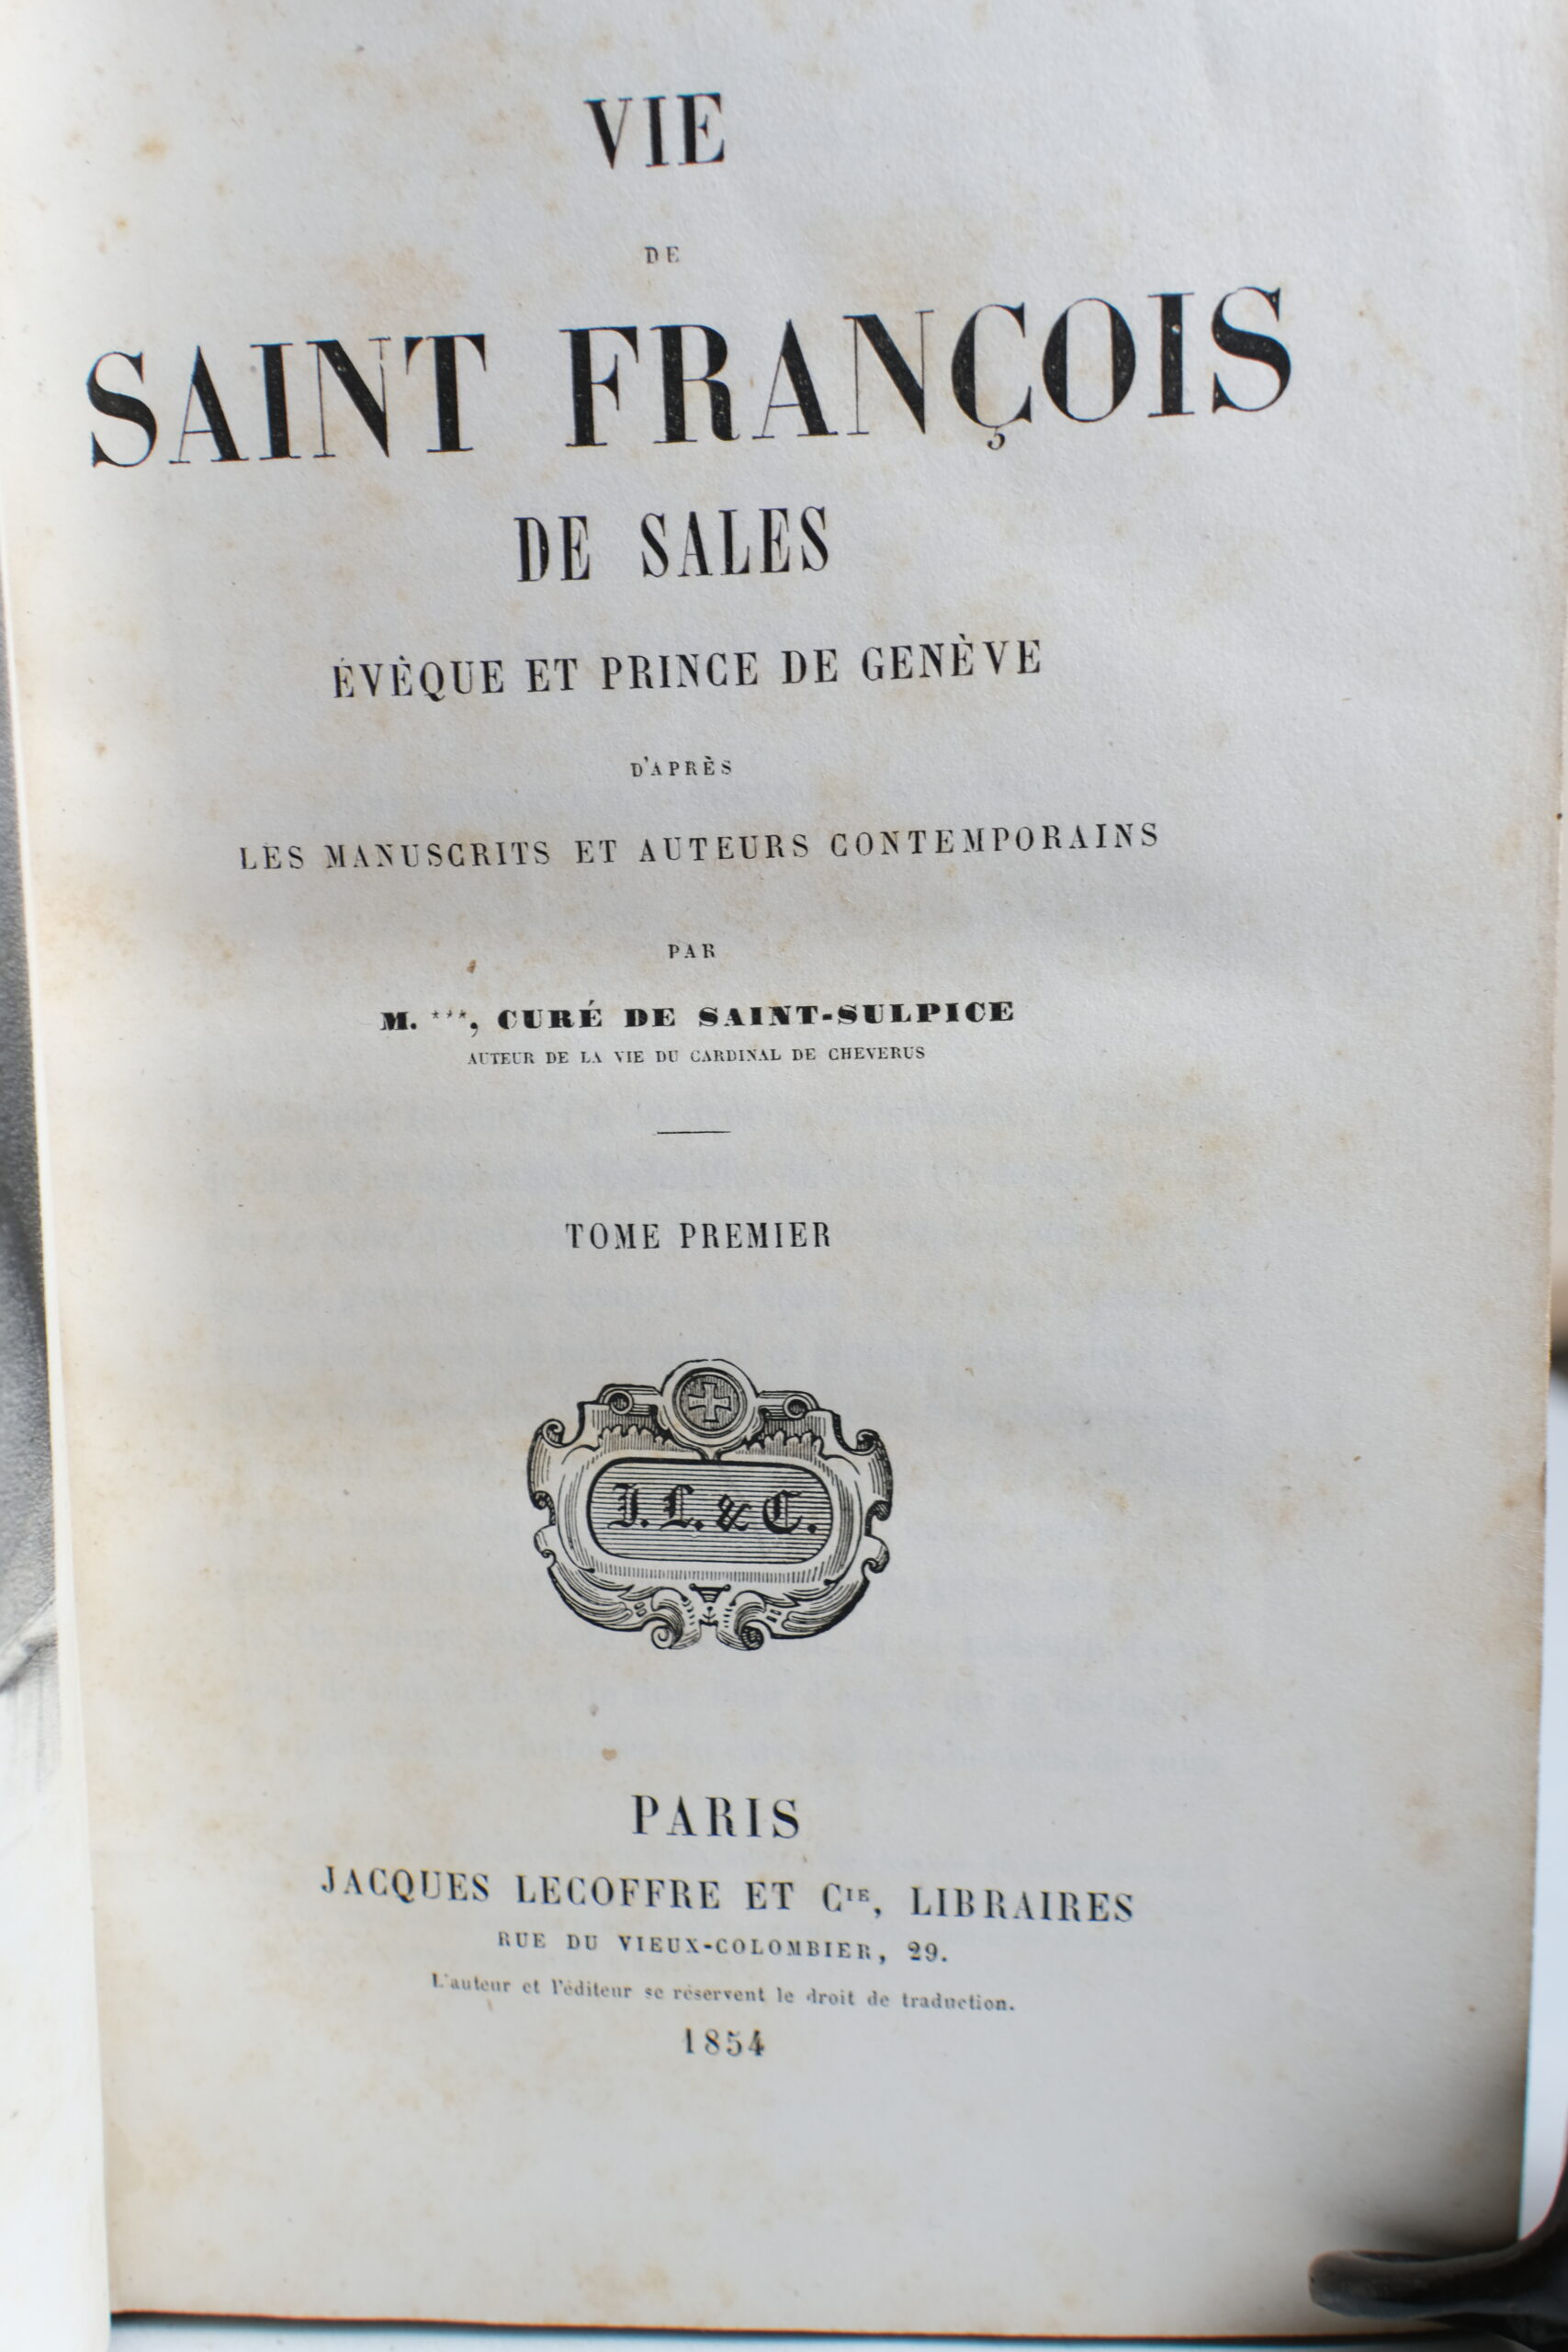 VIE
DE
SAINT FRANÇOIS
DE SALES
ÉVÊQUE ET PRINCE DE GENÈVE
D'APRÈS
LES MANUSCRITS ET AUTEURS CONTEMPORAINS
PAR
M. ***, CURÉ DE SAINT-SULPICE
AUTEUR DE LA VIE DU CARDINAL DE CHEVERUS
TOME PREMIER
J. L. & C.
PARIS
JACQUES LECOFFRE ET Cⁱᴱ, LIBRAIRES
RUE DU VIEUX-COLOMBIER, 29.
L'auteur et l'éditeur se réservent le droit de traduction.
1854